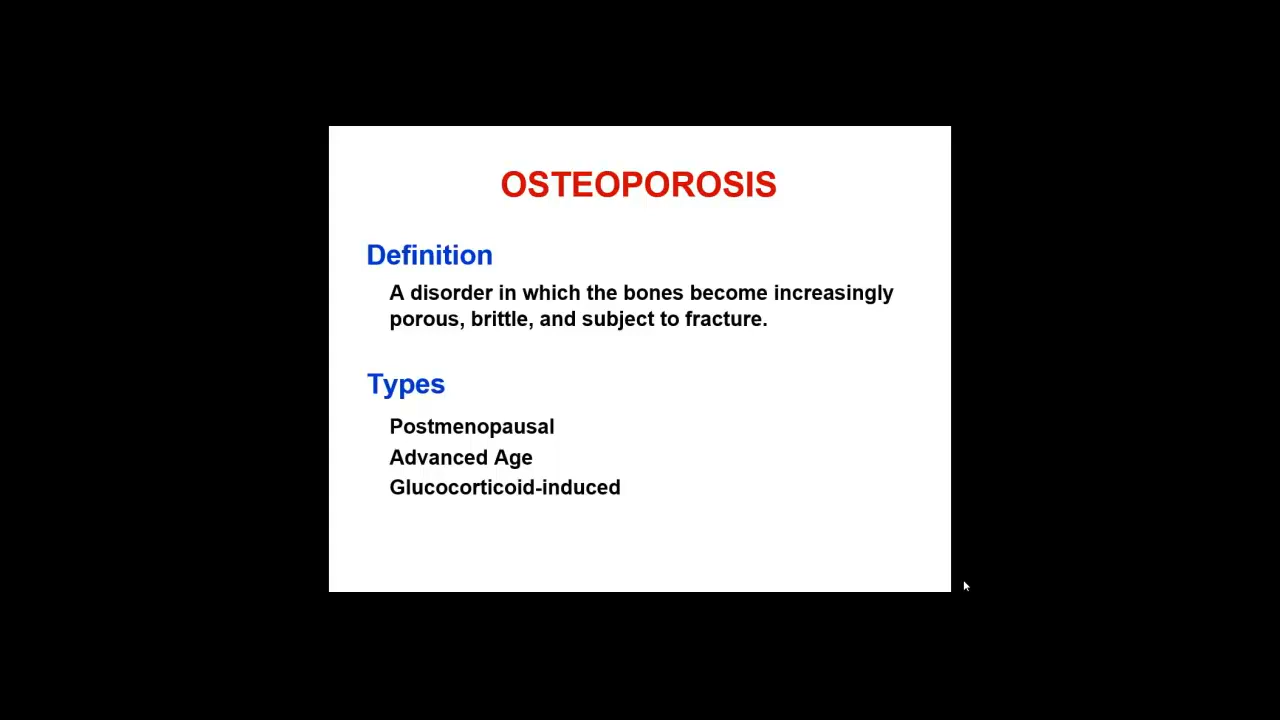 OSTEOPOROSIS
Definition
A disorder in which the bones become increasingly
porous, brittle, and subject to fracture.
Types
Postmenopausal
Advanced Age
Glucocorticoid-induced